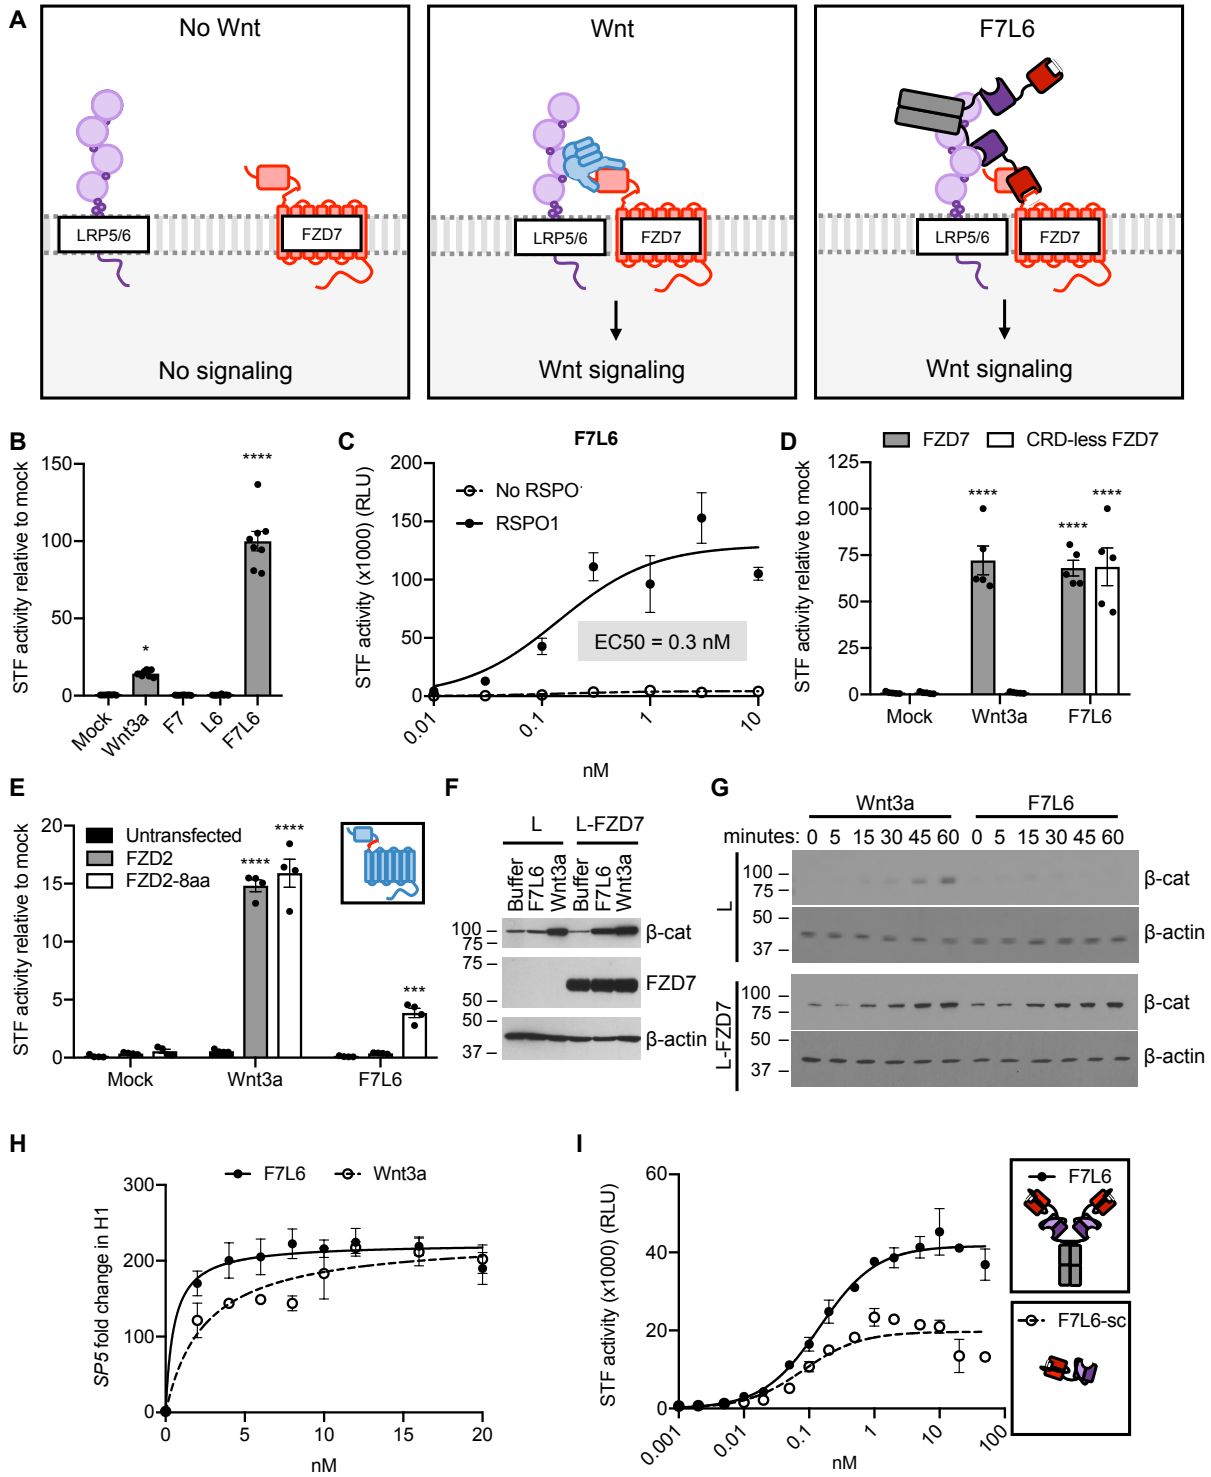 A
No Wnt
Wnt
F7L6
LRP5/6
FZD7
LRP5/6
FZD7
LRP5/6
FZD7
No signaling
Wnt signaling
Wnt signaling
B
STF activity relative to mock
150
100
50
0
*
****
Mock
Wnt3a
F7
L6
F7L6
C
F7L6
STF activity (x1000) (RLU)
200
150
100
50
0
No RSPO
RSPO1
EC50 = 0.3 nM
0.01
0.1
1
10
nM
D
FZD7
CRD-less FZD7
STF activity relative to mock
125
100
75
50
25
0
****
****
****
Mock
Wnt3a
F7L6
E
STF activity relative to mock
20
15
10
5
0
Untransfected
FZD2
FZD2-8aa
****
****
***
Mock
Wnt3a
F7L6
F
L
L-FZD7
Buffer
F7L6
Wnt3a
Buffer
F7L6
Wnt3a
100 –
75 –
β-cat
75 –
50 –
FZD7
50 –
37 –
β-actin
G
Wnt3a
F7L6
minutes: 0 5 15 30 45 60 0 5 15 30 45 60
L
100 –
75 –
β-cat
50 –
37 –
β-actin
L-FZD7
100 –
75 –
β-cat
50 –
37 –
β-actin
H
F7L6
Wnt3a
SP5 fold change in H1
300
200
100
0
0
5
10
15
20
nM
I
STF activity (x1000) (RLU)
60
40
20
0
0.001
0.01
0.1
1
10
100
nM
F7L6
F7L6-sc